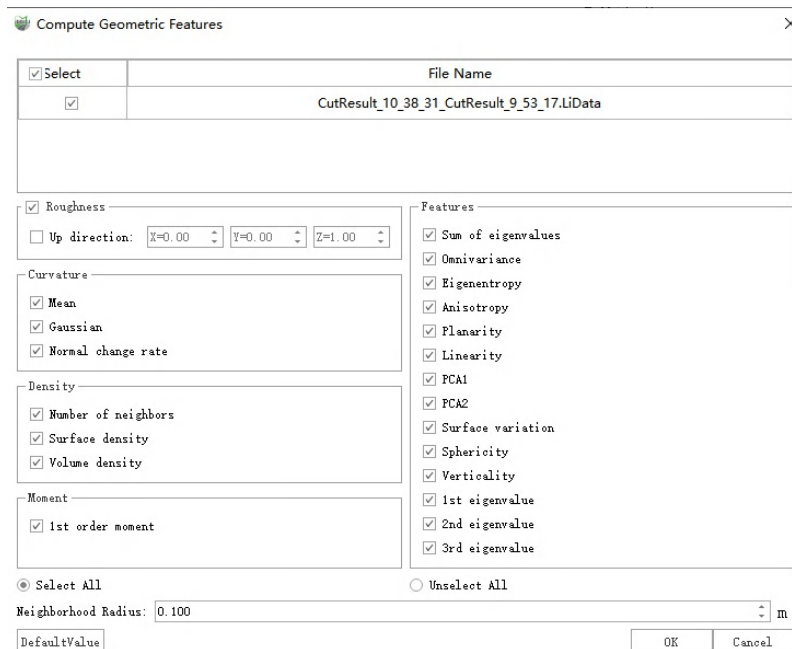 Compute Geometric Features
Select
File Name
CutResult_10_38_31_CutResult_9_53_17.LiData
Roughness
Up direction: X=0.00 Y=0.00 Z=1.00
Curvature
Mean
Gaussian
Normal change rate
Density
Number of neighbors
Surface density
Volume density
Moment
1st order moment
Features
Sum of eigenvalues
Omnivariance
Eigenentropy
Anisotropy
Planarity
Linearity
PCA1
PCA2
Surface variation
Sphericity
Verticality
1st eigenvalue
2nd eigenvalue
3rd eigenvalue
Select All
Unselect All
Neighborhood Radius: 0.100 m
DefaultValue
OK
Cancel